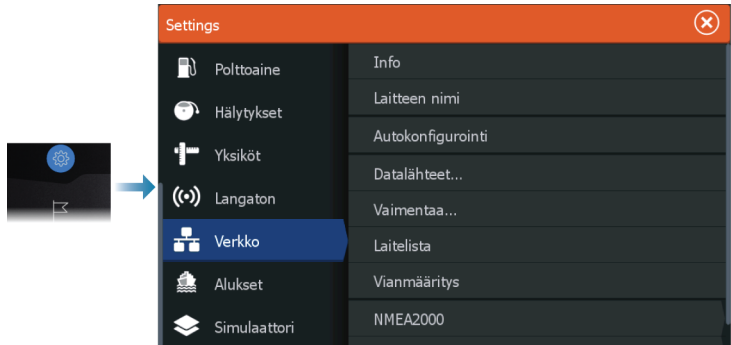 Settings
Polttoaine
Hälytykset
Yksiköt
Langaton
Verkko
Alukset
Simulaattori
Info
Laitteen nimi
Autokonfigurointi
Datalähteet...
Vaimentaa...
Laitelista
Vianmääritys
NMEA2000